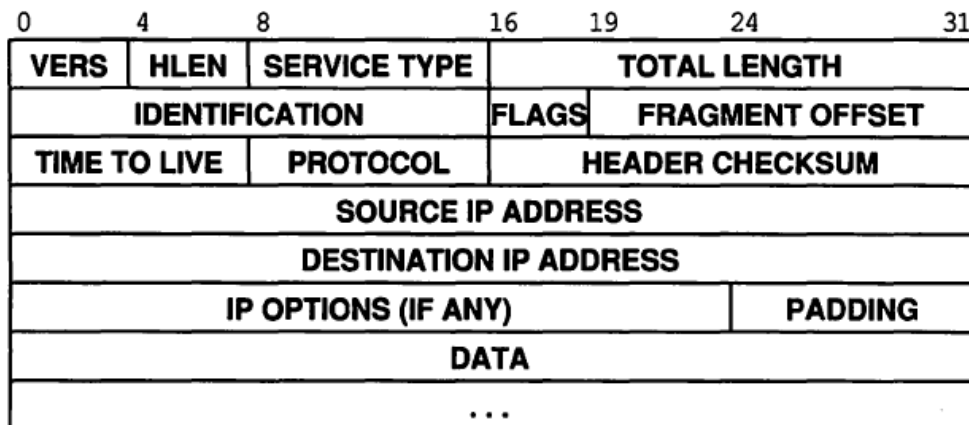 0 4 8 16 19 24 31
VERS HLEN SERVICE TYPE TOTAL LENGTH
IDENTIFICATION FLAGS FRAGMENT OFFSET
TIME TO LIVE PROTOCOL HEADER CHECKSUM
SOURCE IP ADDRESS
DESTINATION IP ADDRESS
IP OPTIONS (IF ANY) PADDING
DATA
...